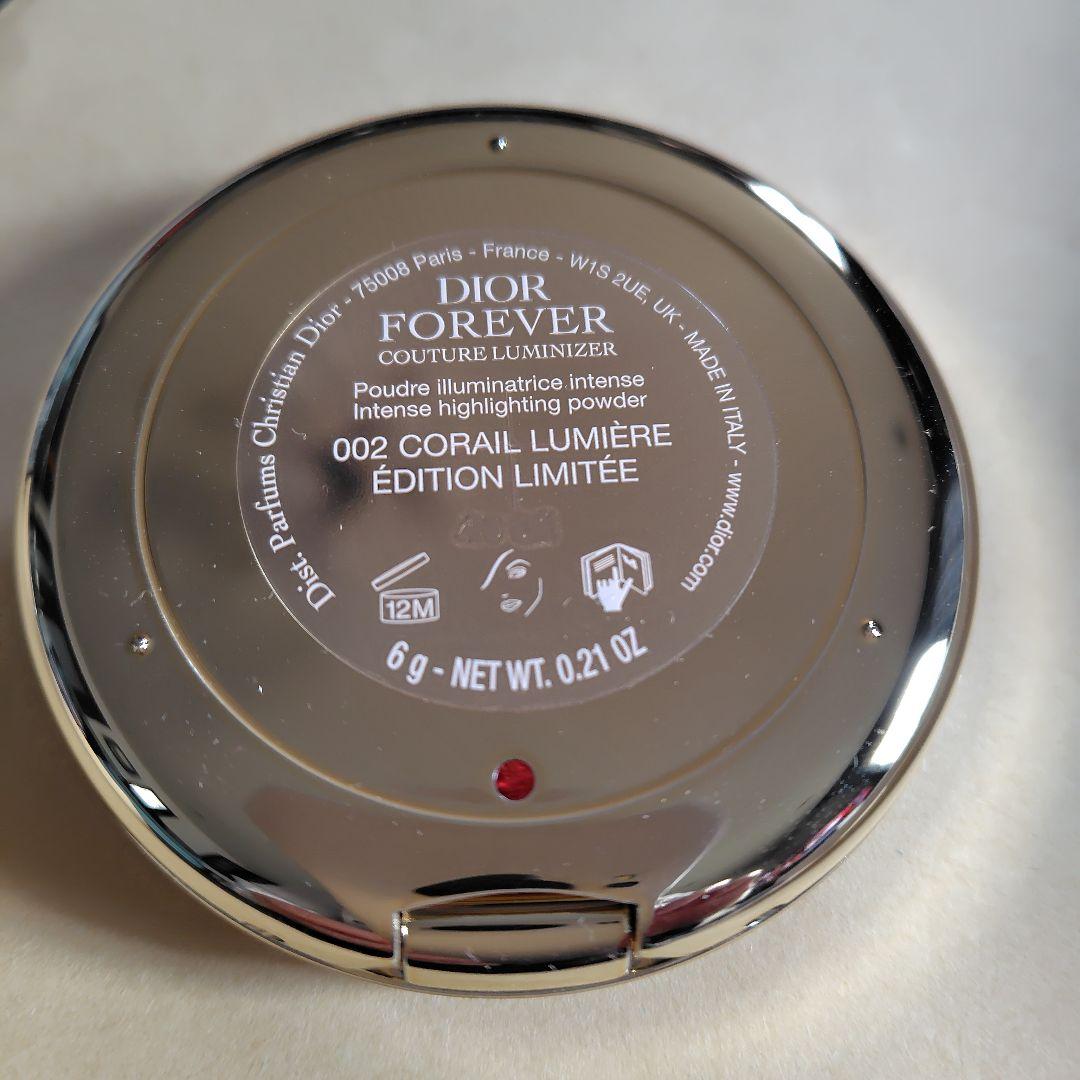 Dist. Parfums Christian Dior - 75008 Paris - France - W1S 2UE, UK - MADE IN ITALY - www.dior.com
DIOR
FOREVER
COUTURE LUMINIZER
Poudre illuminatrice intense
Intense highlighting powder
002 CORAIL LUMIÈRE
ÉDITION LIMITÉE
12M
6 g - NET WT. 0.21 OZ